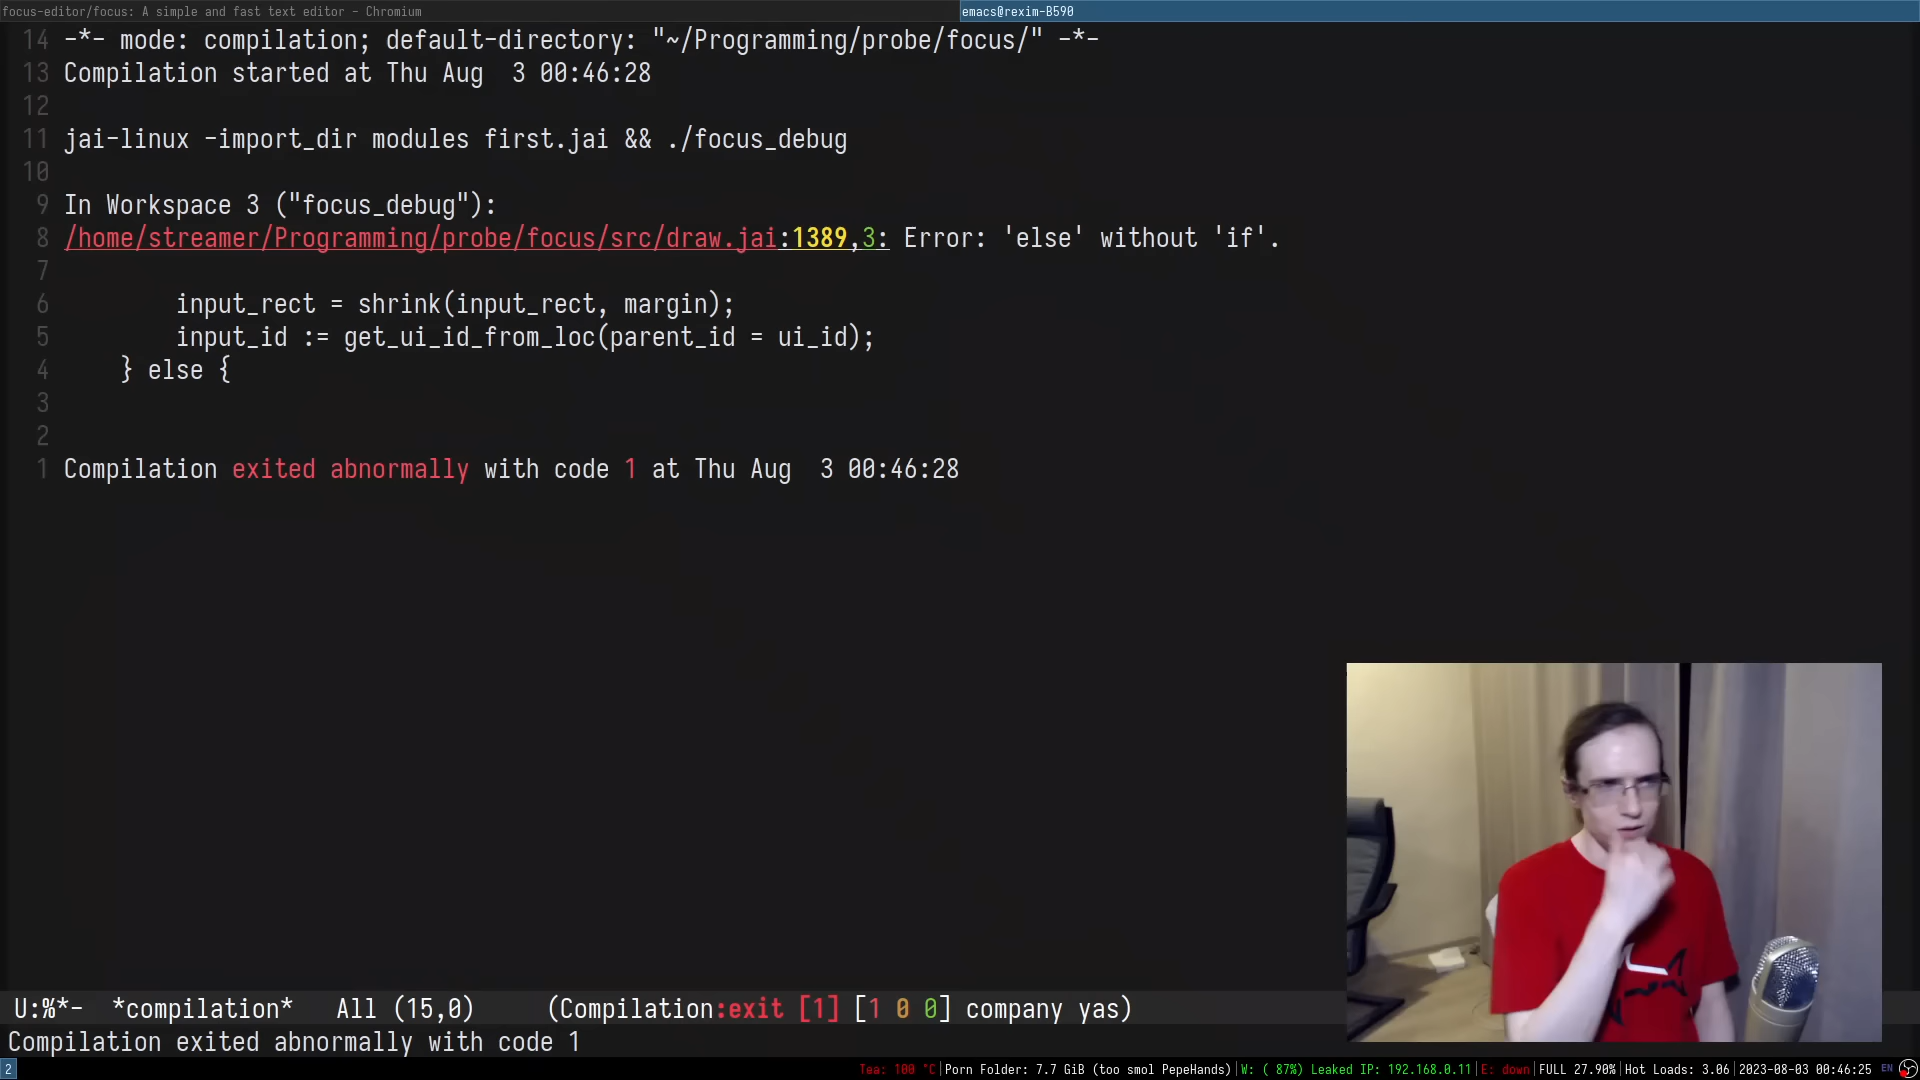 focus-editor/focus: A simple and fast text editor - Chromium
emacs@rexim-B590
14 -*- mode: compilation; default-directory: "~/Programming/probe/focus/" -*-
13 Compilation started at Thu Aug  3 00:46:28
12
11 jai-linux -import_dir modules first.jai && ./focus_debug
10
9 In Workspace 3 ("focus_debug"):
8 /home/streamer/Programming/probe/focus/src/draw.jai:1389,3: Error: 'else' without 'if'.
7
6         input_rect = shrink(input_rect, margin);
5         input_id := get_ui_id_from_loc(parent_id = ui_id);
4     } else {
3
2
1 Compilation exited abnormally with code 1 at Thu Aug  3 00:46:28
U:%*-  *compilation*   All (15,0)     (Compilation:exit [1] [1 0 0] company yas)
Compilation exited abnormally with code 1
2 Tea: 100 °C|Porn Folder: 7.7 GiB (too smol PepeHands)|W: ( 87%) Leaked IP: 192.168.0.11|E: down|FULL 27.90%|Hot Loads: 3.06|2023-08-03 00:46:25 EN